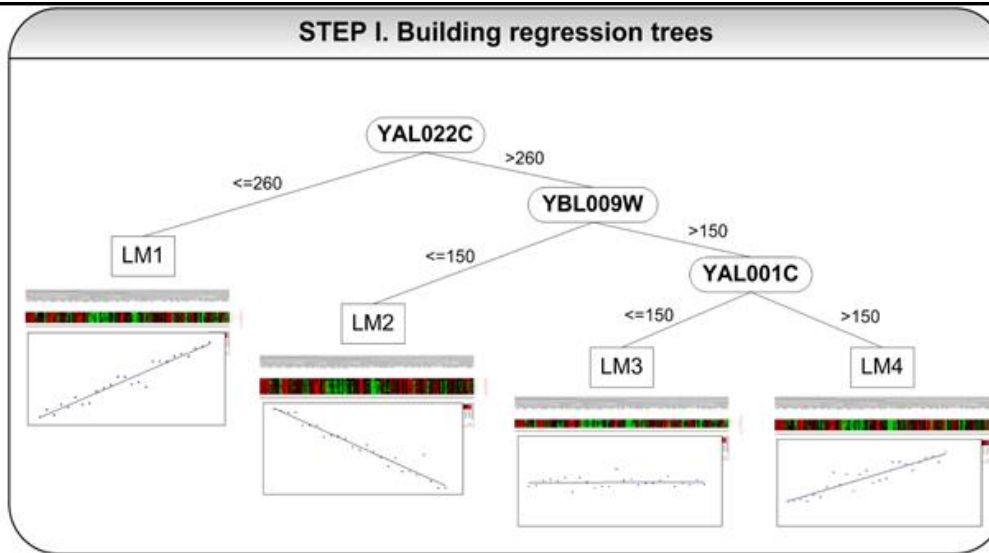 STEP I. Building regression trees
YAL022C
<=260
>260
YBL009W
LM1
<=150
>150
YAL001C
LM2
<=150
>150
LM3
LM4